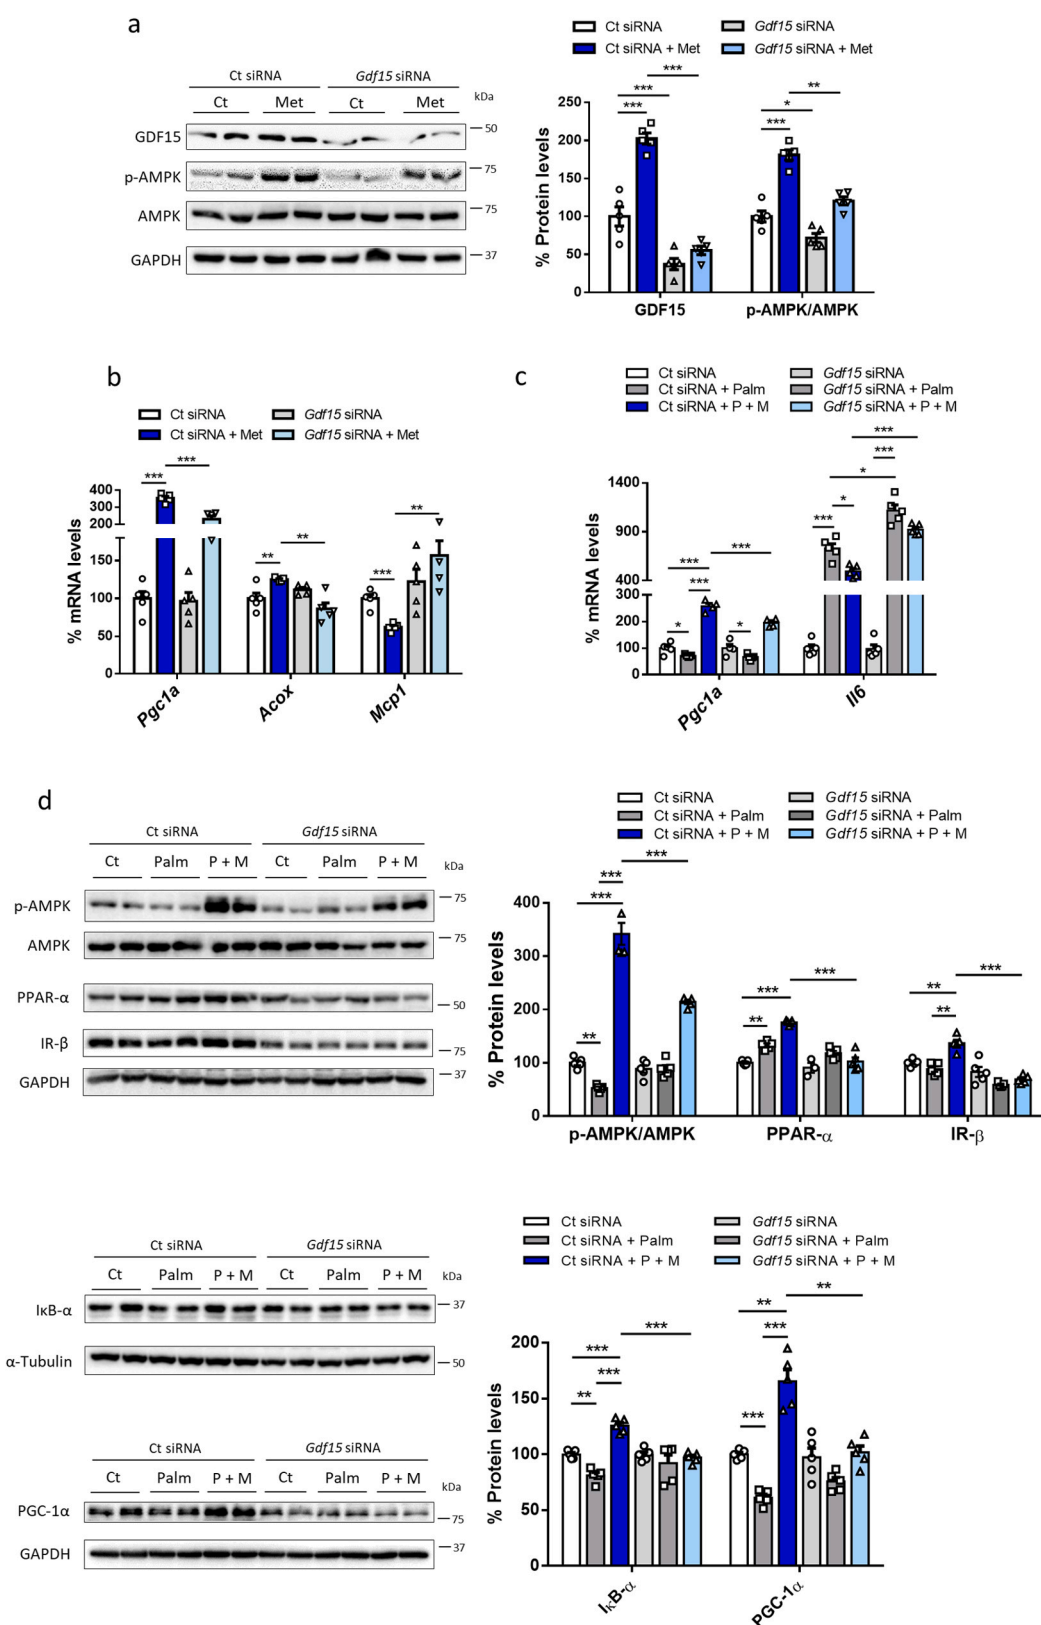 a
Ct siRNA
Gdf15 siRNA
Ct siRNA + Met
Gdf15 siRNA + Met
Ct siRNA
Gdf15 siRNA
kDa
Ct
Met
Ct
Met
GDF15
50
p-AMPK
75
AMPK
75
GAPDH
37
% Protein levels
250
200
150
100
50
0
***
***
***
**
*
***
GDF15
p-AMPK/AMPK
b
Ct siRNA
Gdf15 siRNA
Ct siRNA + Met
Gdf15 siRNA + Met
% mRNA levels
400
300
200
150
100
50
0
***
***
**
**
***
**
Pgc1a
Acox
Mcp1
c
Ct siRNA
Gdf15 siRNA
Ct siRNA + Palm
Gdf15 siRNA + Palm
Ct siRNA + P + M
Gdf15 siRNA + P + M
% mRNA levels
1400
900
400
300
200
100
0
*
***
***
***
*
***
*
*
***
***
Pgc1a
Il6
d
Ct siRNA
Gdf15 siRNA
Ct
Palm
P + M
Ct
Palm
P + M
kDa
p-AMPK
75
AMPK
75
PPAR-α
50
IR-β
75
GAPDH
37
Ct siRNA
Gdf15 siRNA
Ct siRNA + Palm
Gdf15 siRNA + Palm
Ct siRNA + P + M
Gdf15 siRNA + P + M
% Protein levels
400
300
200
100
0
**
***
***
***
**
***
***
**
**
***
p-AMPK/AMPK
PPAR-α
IR-β
Ct siRNA
Gdf15 siRNA
Ct
Palm
P + M
Ct
Palm
P + M
kDa
IκB-α
37
α-Tubulin
50
Ct siRNA
Gdf15 siRNA
Ct
Palm
P + M
Ct
Palm
P + M
kDa
PGC-1α
75
GAPDH
37
Ct siRNA
Gdf15 siRNA
Ct siRNA + Palm
Gdf15 siRNA + Palm
Ct siRNA + P + M
Gdf15 siRNA + P + M
% Protein levels
200
150
100
50
0
***
***
**
***
**
**
***
***
IκB-α
PGC-1α